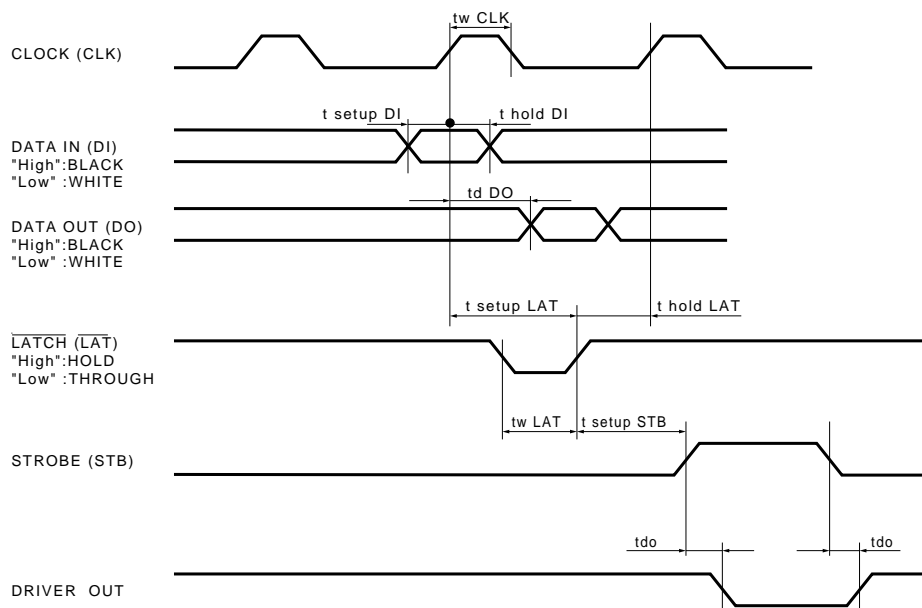 tw CLK
CLOCK (CLK)
t setup DI
t hold DI
DATA IN (DI)
"High":BLACK
"Low" :WHITE
td DO
DATA OUT (DO)
"High":BLACK
"Low" :WHITE
t setup LAT
t hold LAT
LATCH (LAT)
"High":HOLD
"Low" :THROUGH
tw LAT
t setup STB
STROBE (STB)
tdo
tdo
DRIVER OUT